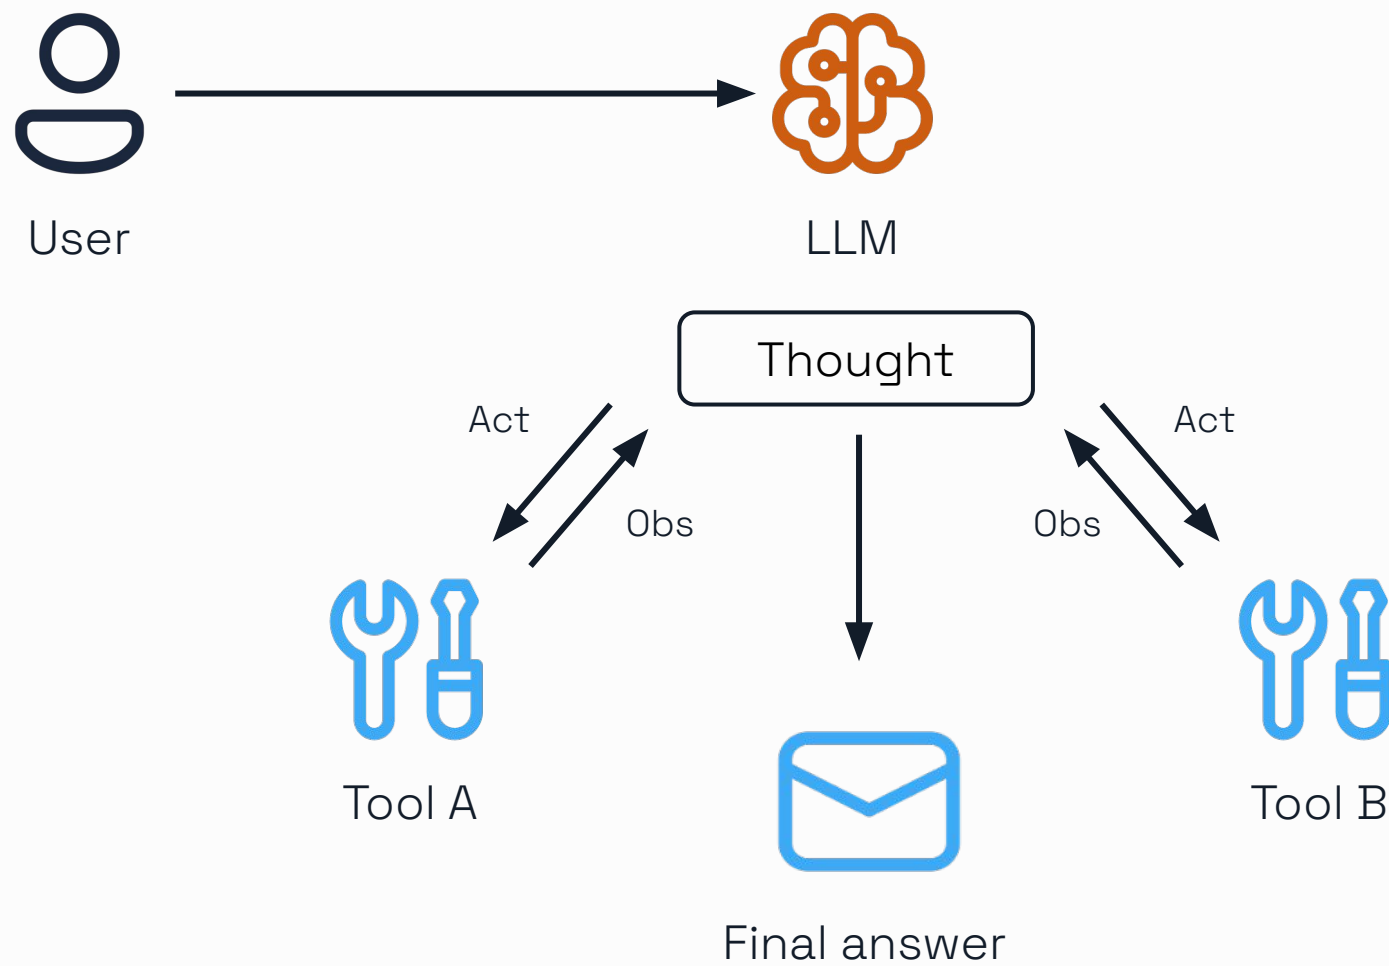 User
LLM
Thought
Act
Act
Obs
Obs
Tool A
Tool B
Final answer